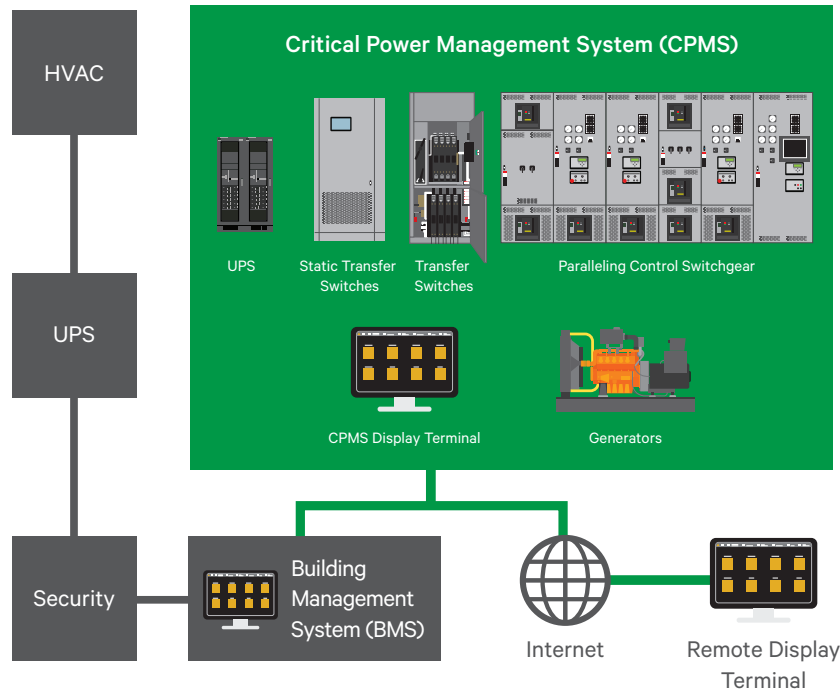 HVAC
UPS
Security
Critical Power Management System (CPMS)
UPS
Static Transfer
Switches
Transfer
Switches
Paralleling Control Switchgear
CPMS Display Terminal
Generators
Building
Management
System (BMS)
Internet
Remote Display
Terminal